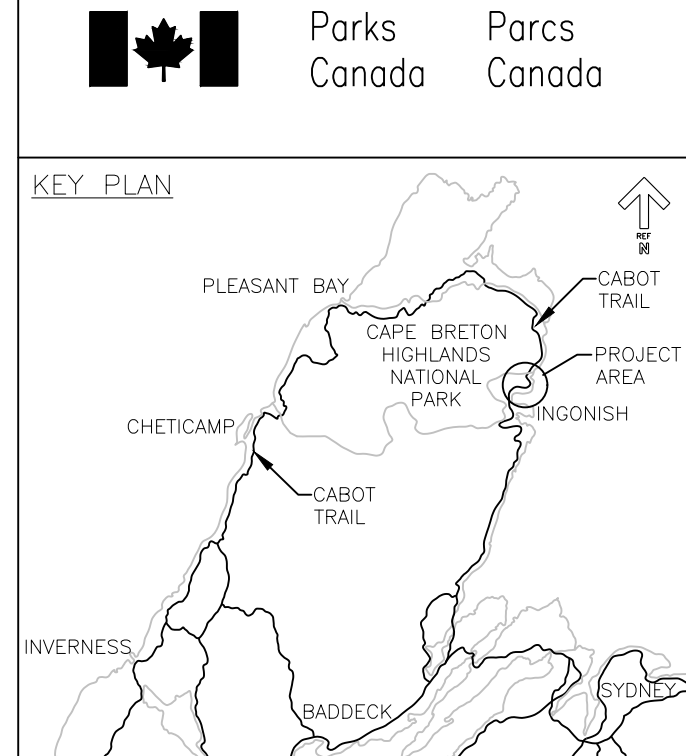 Parks
Canada
Parcs
Canada
KEY PLAN
REF
N
PLEASANT BAY
CABOT
TRAIL
CAPE BRETON
HIGHLANDS
NATIONAL
PARK
PROJECT
AREA
INGONISH
CHETICAMP
CABOT
TRAIL
INVERNESS
SYDNEY
BADDECK